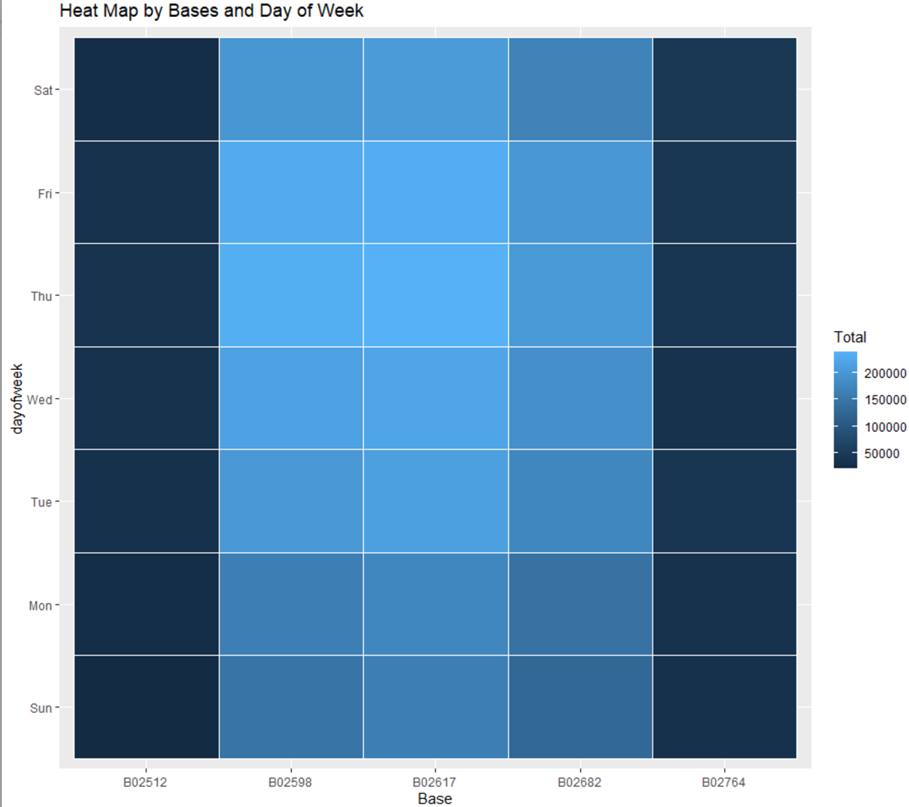 Heat Map by Bases and Day of Week
Sat
Fri
Thu
Wed
Tue
Mon
Sun
dayofweek
B02512 B02598 B02617 B02682 B02764
Base
Total
200000
150000
100000
50000